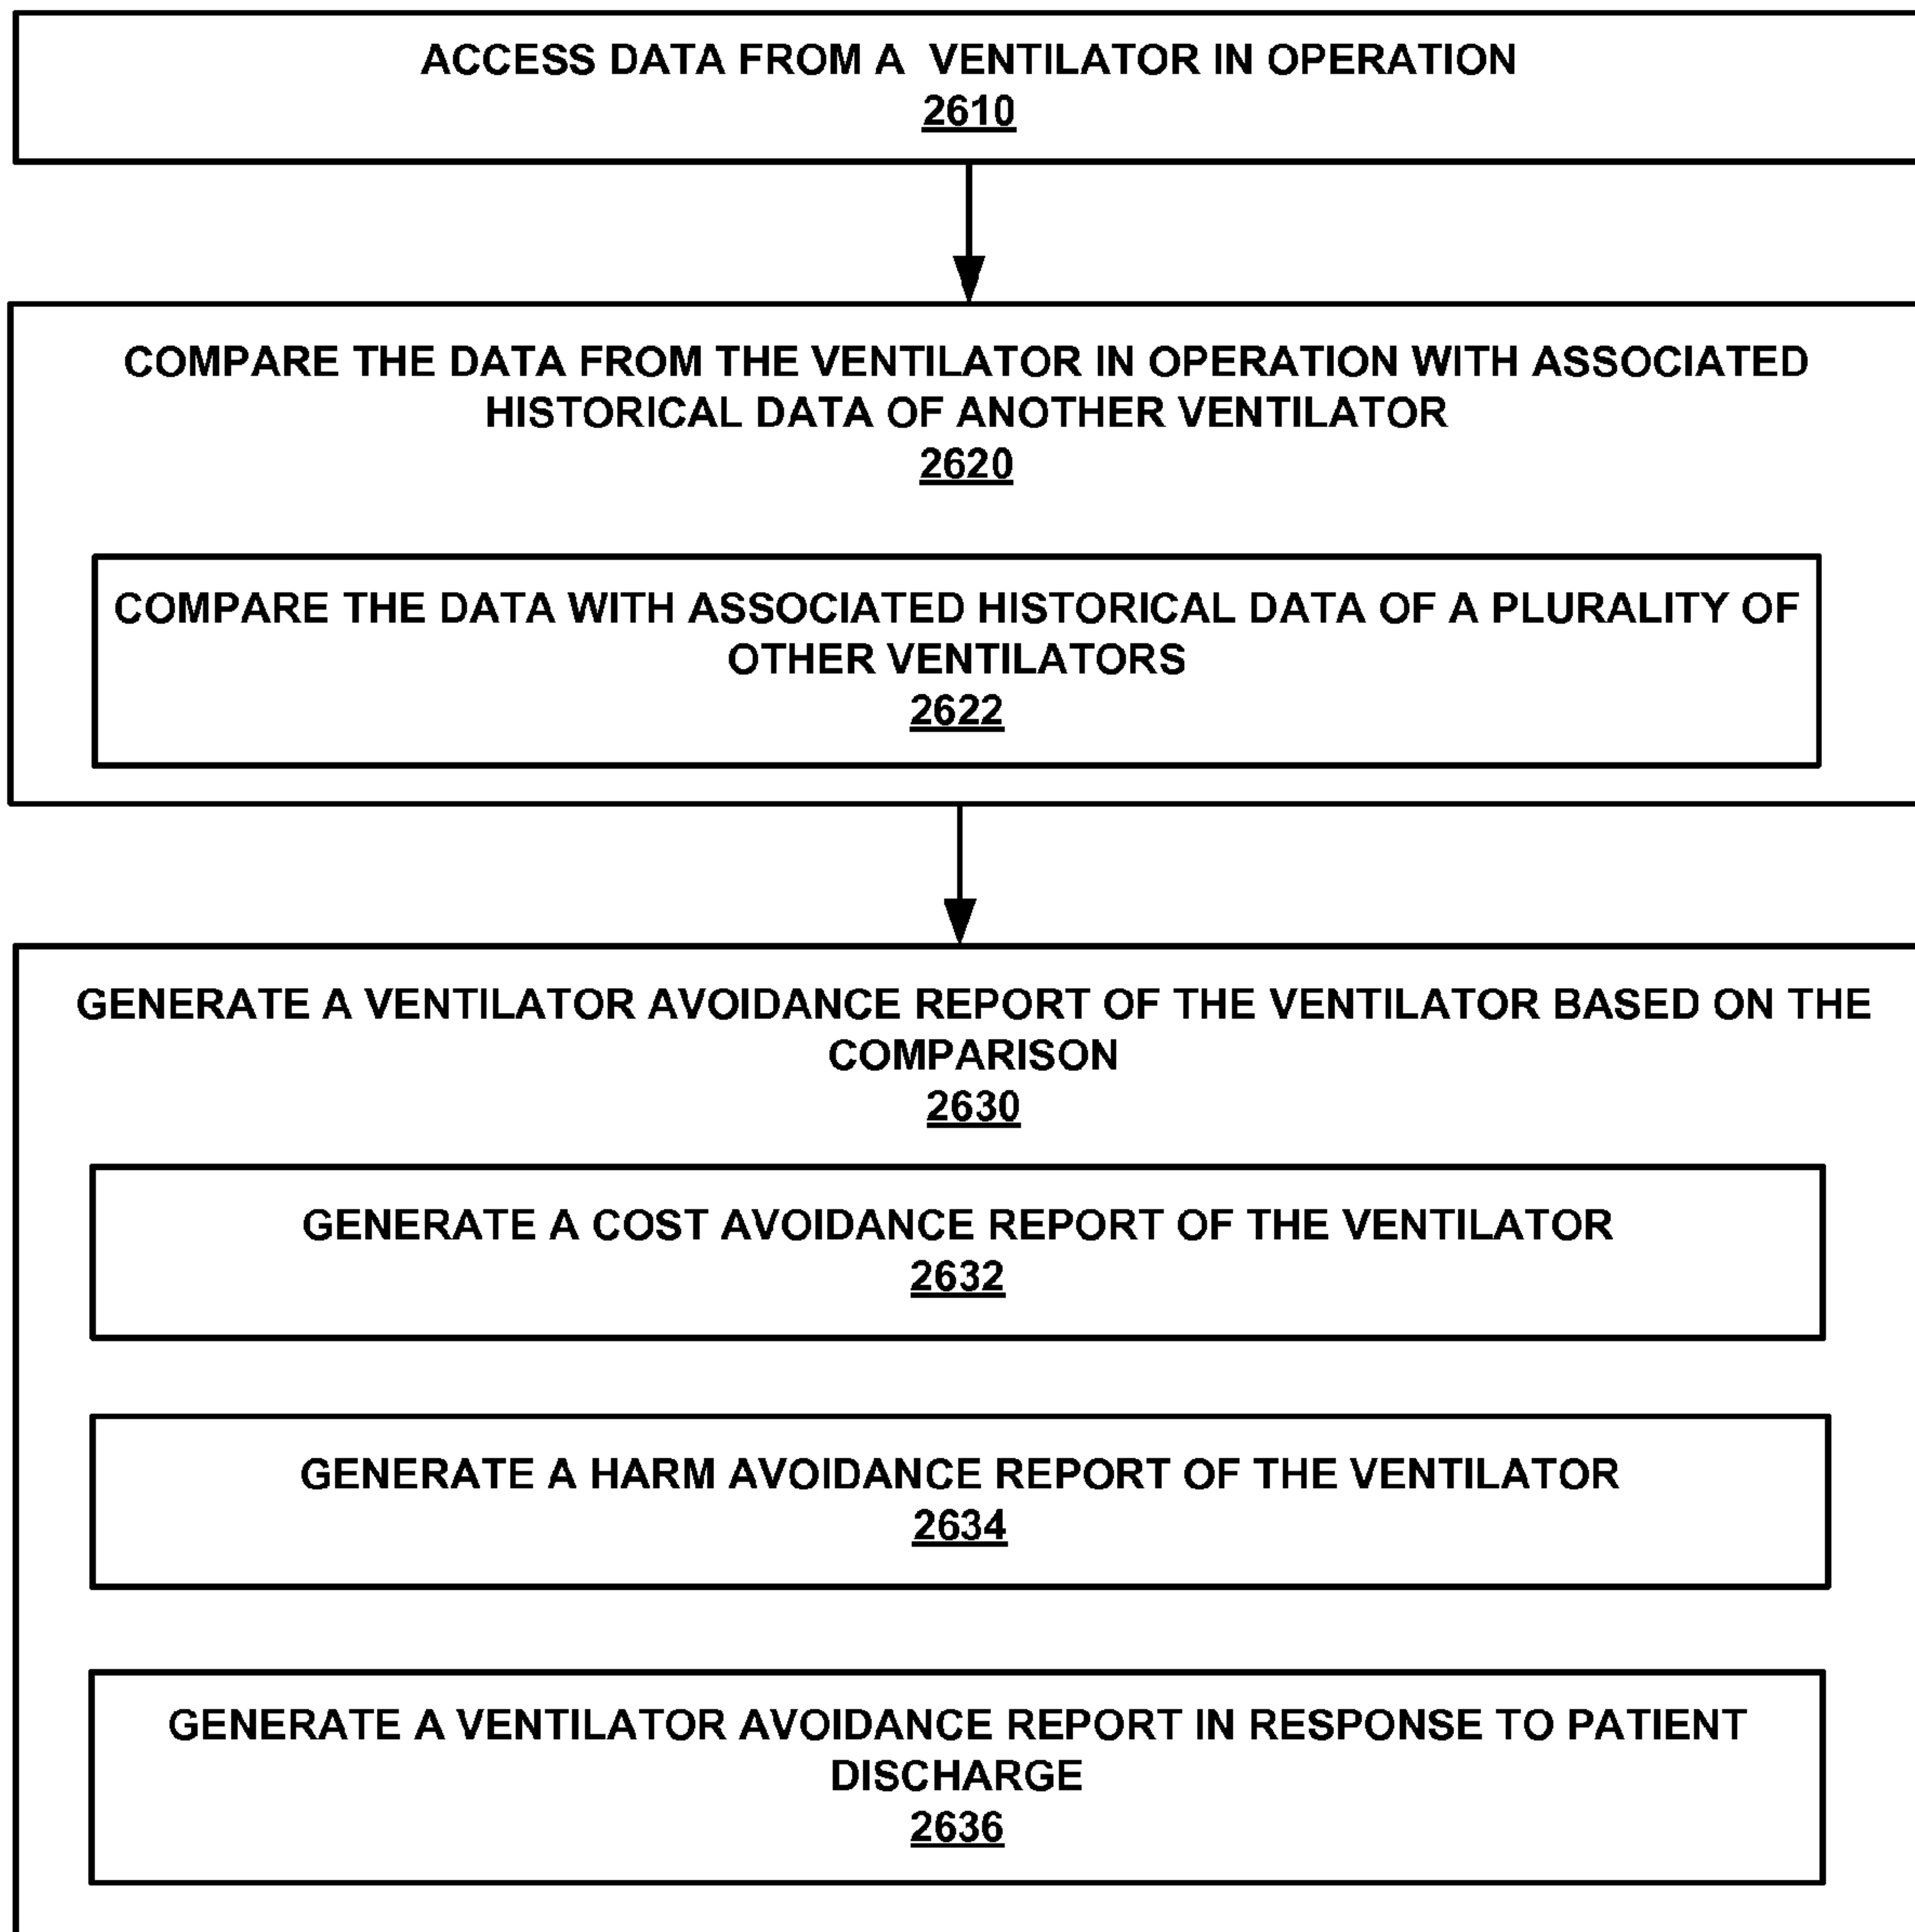 ACCESS DATA FROM A VENTILATOR IN OPERATION
2610
COMPARE THE DATA FROM THE VENTILATOR IN OPERATION WITH ASSOCIATED
HISTORICAL DATA OF ANOTHER VENTILATOR
2620
COMPARE THE DATA WITH ASSOCIATED HISTORICAL DATA OF A PLURALITY OF
OTHER VENTILATORS
2622
GENERATE A VENTILATOR AVOIDANCE REPORT OF THE VENTILATOR BASED ON THE
COMPARISON
2630
GENERATE A COST AVOIDANCE REPORT OF THE VENTILATOR
2632
GENERATE A HARM AVOIDANCE REPORT OF THE VENTILATOR
2634
GENERATE A VENTILATOR AVOIDANCE REPORT IN RESPONSE TO PATIENT
DISCHARGE
2636